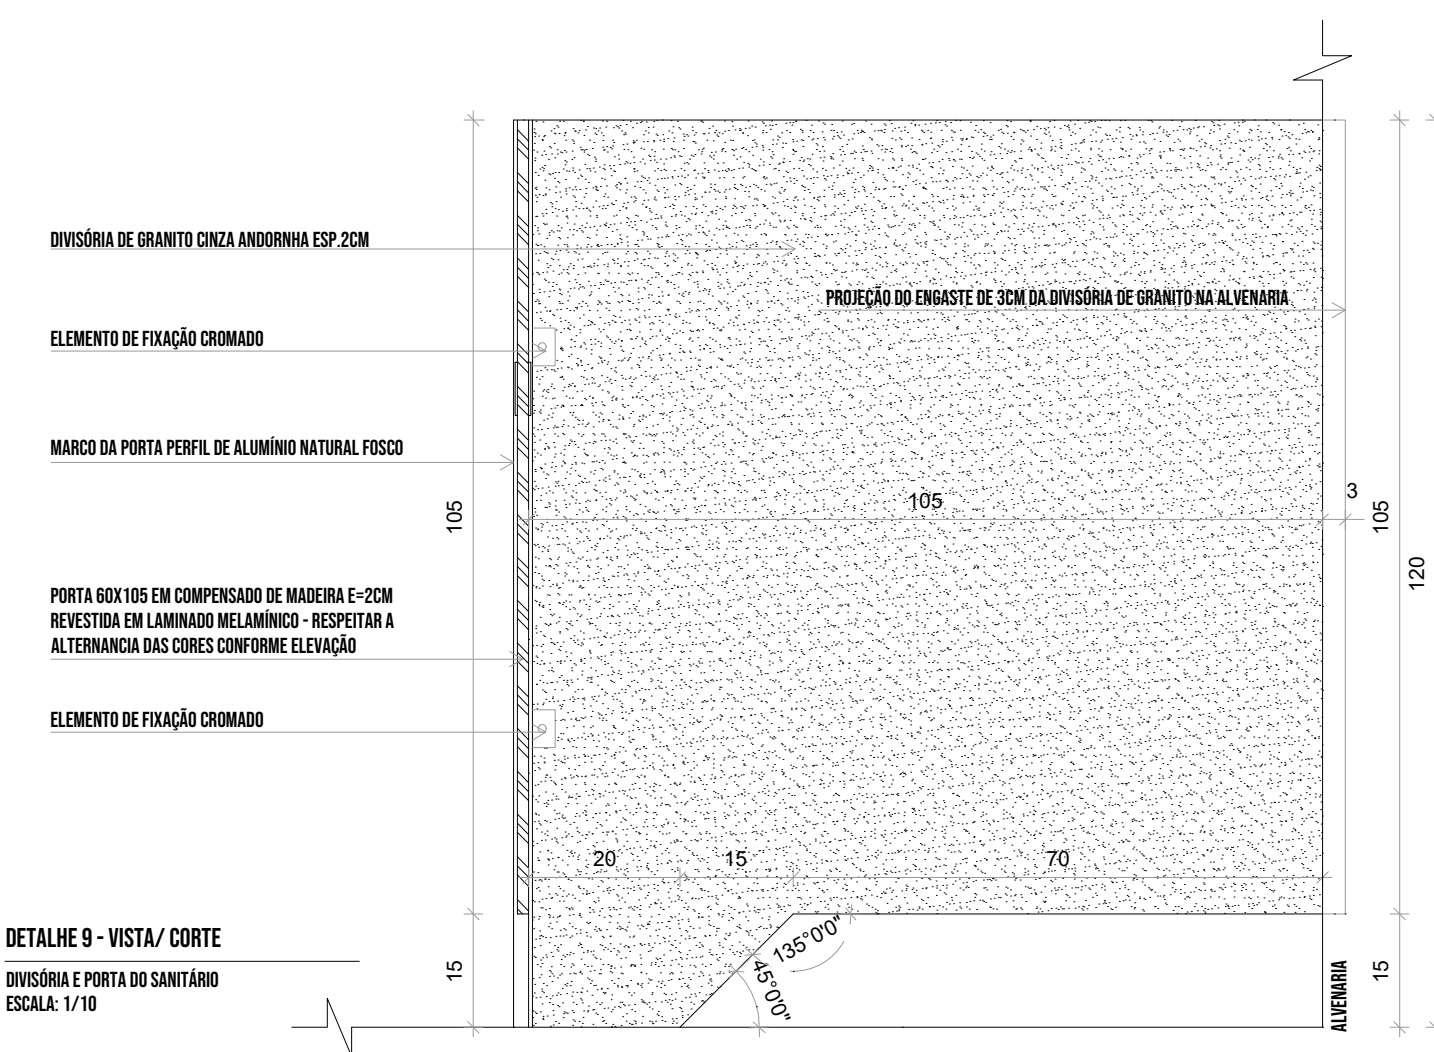 DIVISÓRIA DE GRANITO CINZA ANDORNHA ESP.2CM
PROJEÇÃO DO ENGASTE DE 3CM DA DIVISÓRIA DE GRANITO NA ALVENARIA
ELEMENTO DE FIXAÇÃO CROMADO
MARCO DA PORTA PERFIL DE ALUMÍNIO NATURAL FOSCO
105
105
3
105
120
PORTA 60X105 EM COMPENSADO DE MADEIRA E=2CM
REVESTIDA EM LAMINADO MELAMÍNICO - RESPEITAR A
ALTERNANCIA DAS CORES CONFORME ELEVAÇÃO
ELEMENTO DE FIXAÇÃO CROMADO
20
15
70
135°0'0"
45°0'0"
15
15
ALVENARIA
DETALHE 9 - VISTA/ CORTE
DIVISÓRIA E PORTA DO SANITÁRIO
ESCALA: 1/10